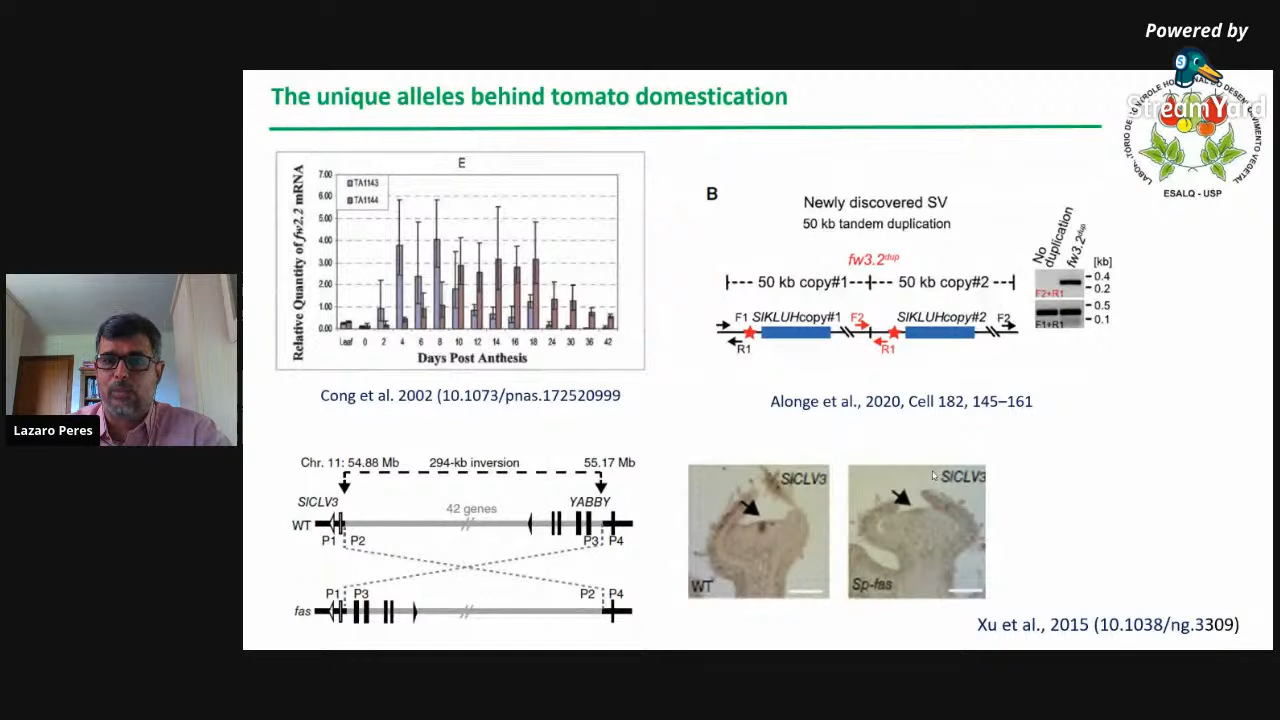 Powered by
StreamYard
The unique alleles behind tomato domestication
ESALQ - USP
E
Relative Quantity of fw2.2 mRNA
7.00
6.00
5.00
4.00
3.00
2.00
1.00
0.00
TA1143
TA1144
Leaf 0 2 4 6 8 10 12 14 16 18 24 30 36 42
Days Post Anthesis
Cong et al. 2002 (10.1073/pnas.172520999
B
Newly discovered SV
50 kb tandem duplication
fw3.2dup
50 kb copy#1 50 kb copy#2
F1 SlKLUHcopy#1 F2 SlKLUHcopy#2 F2
R1 R1
No duplication
fw3.2dup
[kb]
0.4
0.2
F2+R1
0.5
0.1
F1+R1
Alonge et al., 2020, Cell 182, 145–161
Lazaro Peres
Chr. 11: 54.88 Mb 294-kb inversion 55.17 Mb
SlCLV3 YABBY
42 genes
WT
P1 P2 P3 P4
P1 P3 P2 P4
fas
SlCLV3
WT
SlCLV3
Sp-fas
Xu et al., 2015 (10.1038/ng.3309)